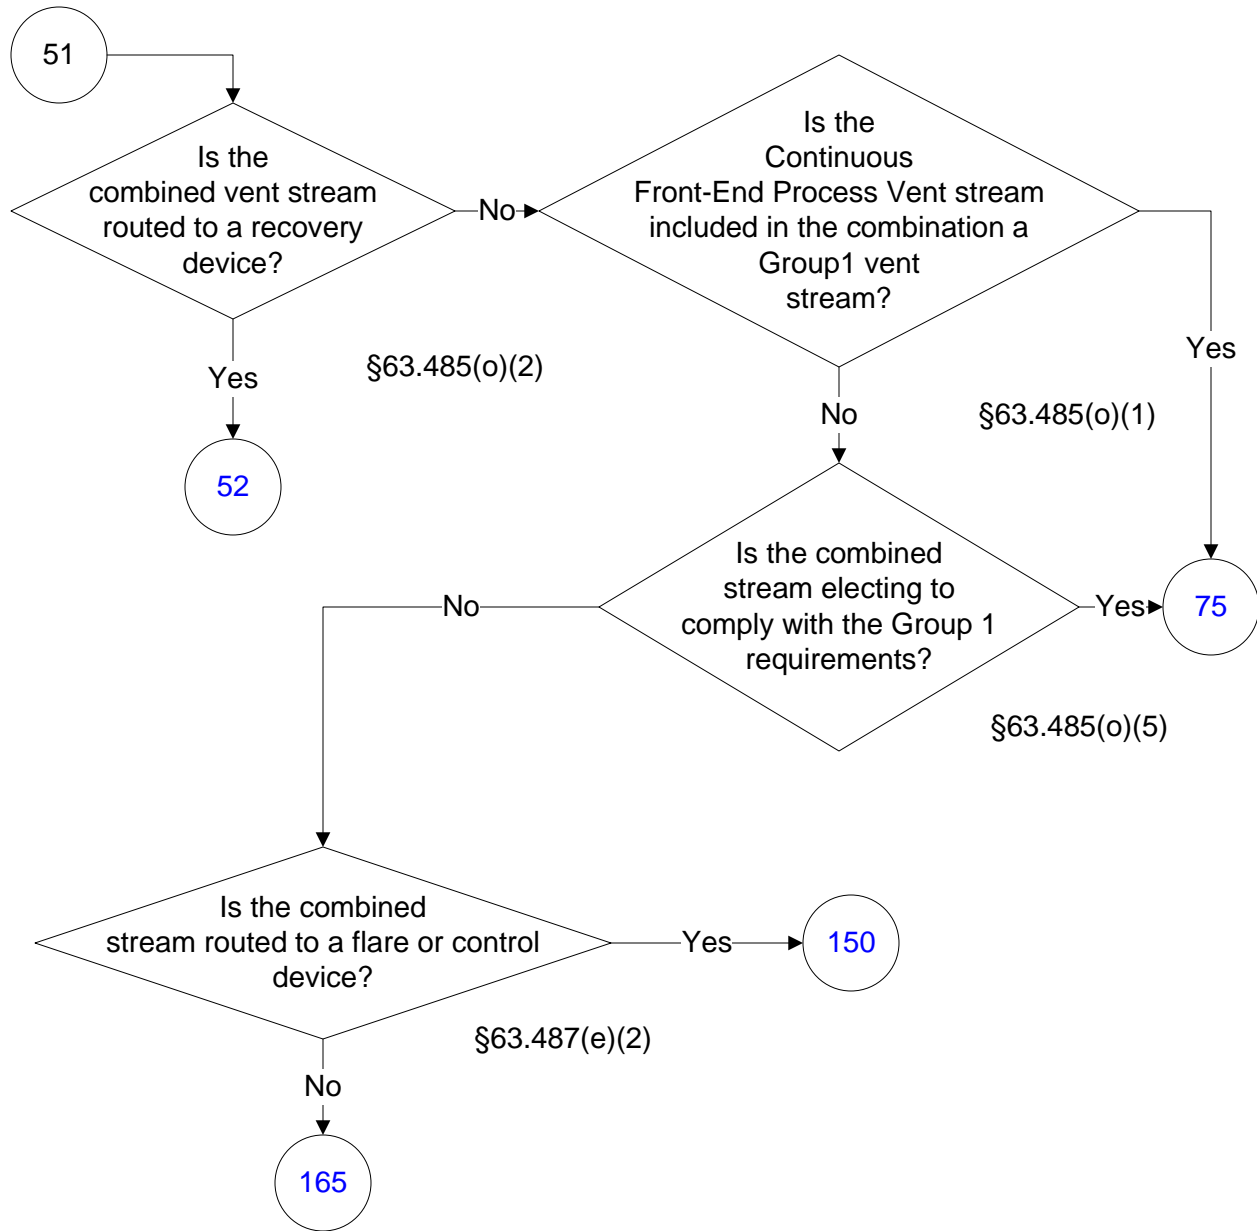 51
Is the
combined vent stream
routed to a recovery
device?
No
Is the
Continuous
Front-End Process Vent stream
included in the combination a
Group1 vent
stream?
Yes
§63.485(o)(2)
Yes
52
No
§63.485(o)(1)
Is the combined
stream electing to
comply with the Group 1
requirements?
No
Yes
75
§63.485(o)(5)
Is the combined
stream routed to a flare or control
device?
Yes
150
§63.487(e)(2)
No
165